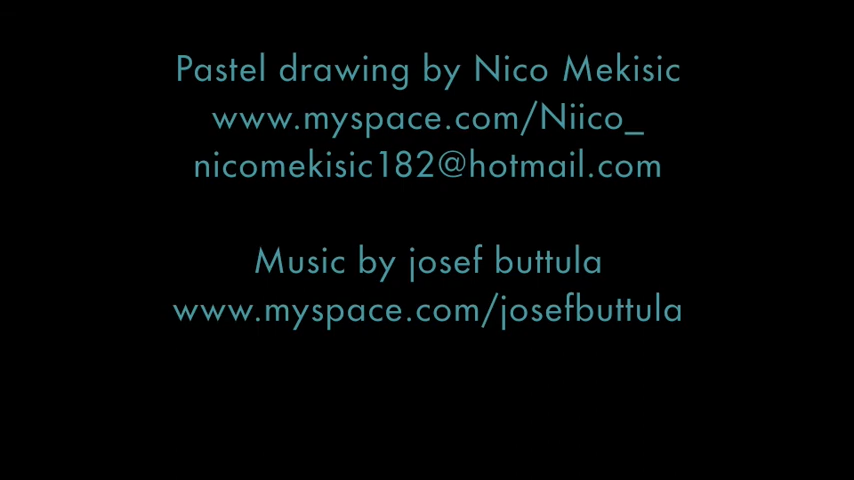 Pastel drawing by Nico Mekisic
www.myspace.com/Niico_
nicomekisic182@hotmail.com
Music by josef buttula
www.myspace.com/josefbuttula